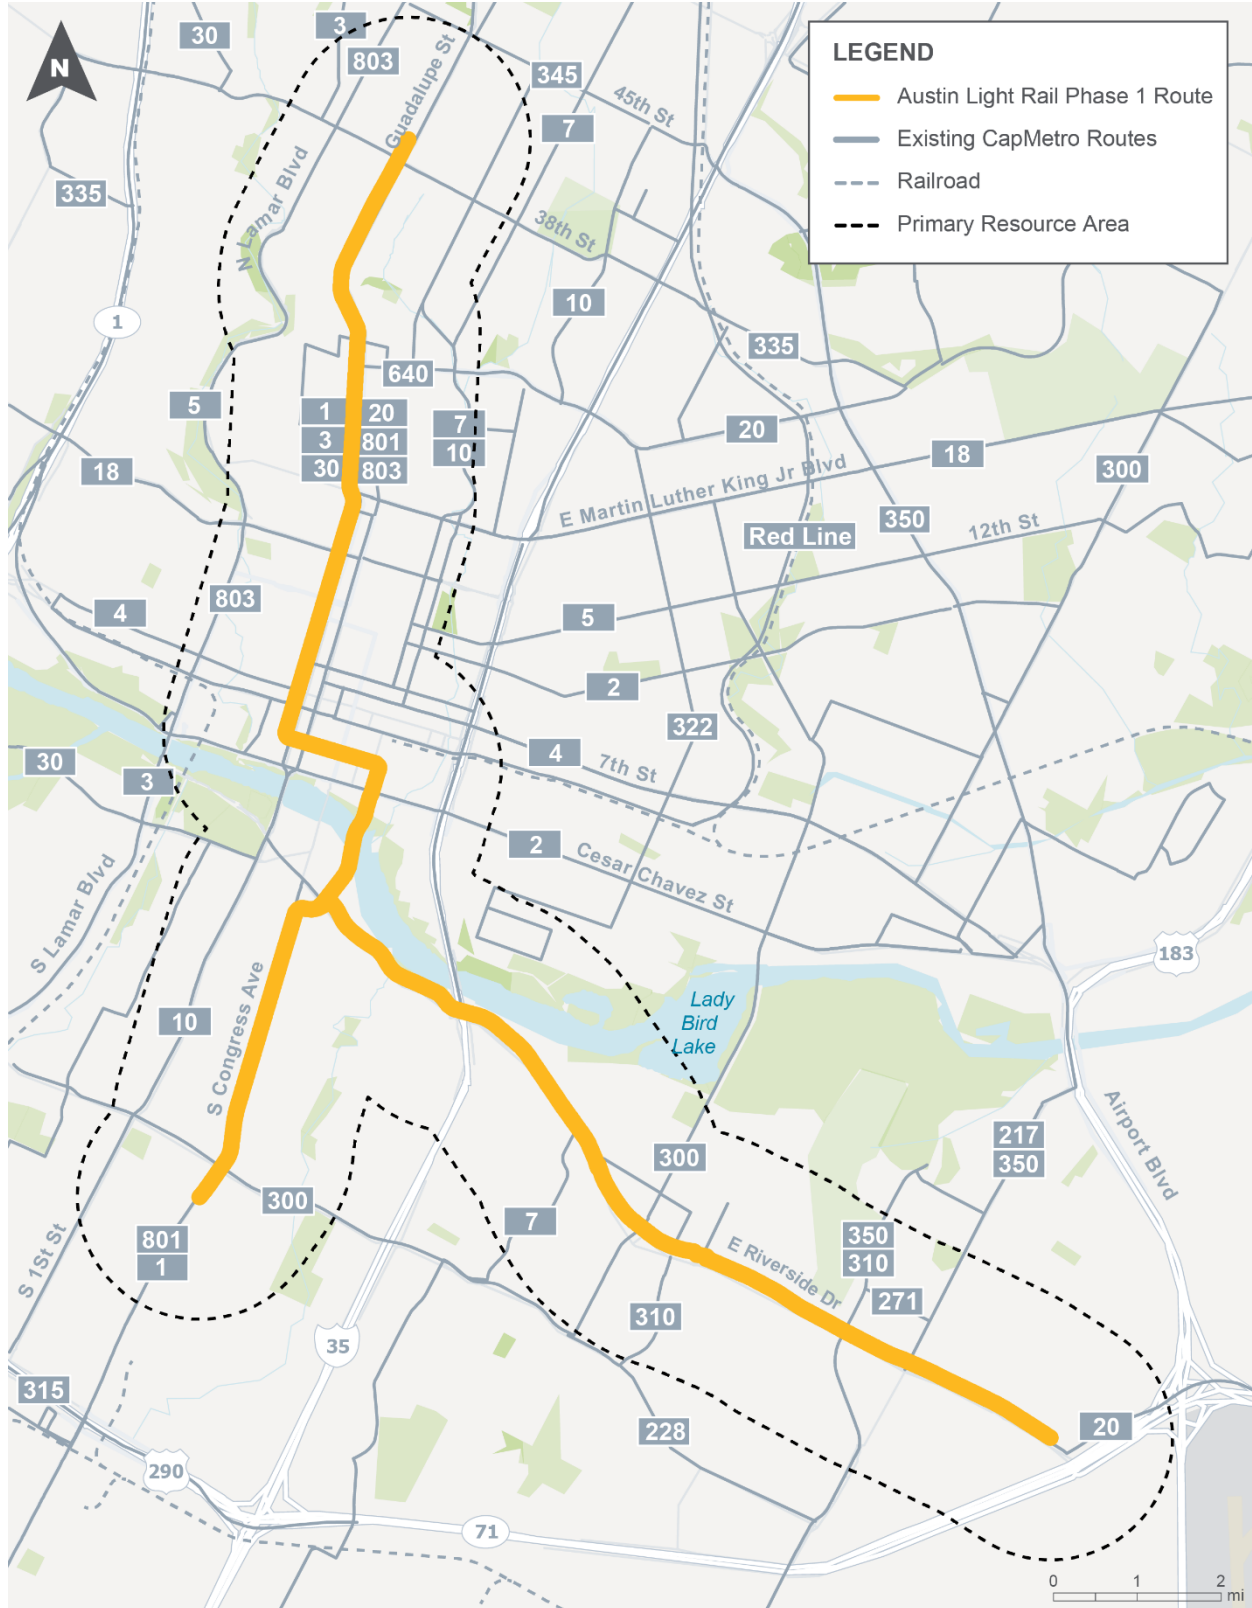 N
30
3
803
Guadalupe St
345
45th St
7
LEGEND
Austin Light Rail Phase 1 Route
Existing CapMetro Routes
Railroad
Primary Resource Area
335
N Lamar Blvd
38th St
1
10
335
640
5
1
20
3
801
30
803
7
10
20
18
18
300
E Martin Luther King Jr Blvd
350
12th St
Red Line
803
4
5
2
322
30
3
4
7th St
2
Cesar Chavez St
S Lamar Blvd
183
Lady
Bird
Lake
10
S Congress Ave
Airport Blvd
217
350
300
300
7
350
310
E Riverside Dr
271
S 1St St
801
1
310
35
315
228
20
290
71
0
1
2
mi